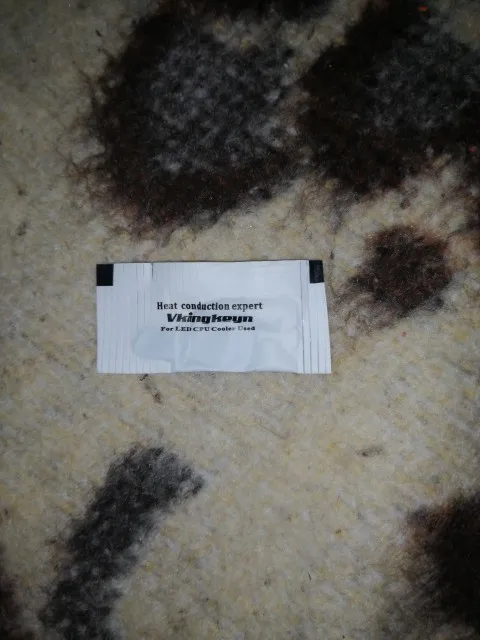 Heat conduction expert
Vkingkeyn
For LED CPU Cooler Used